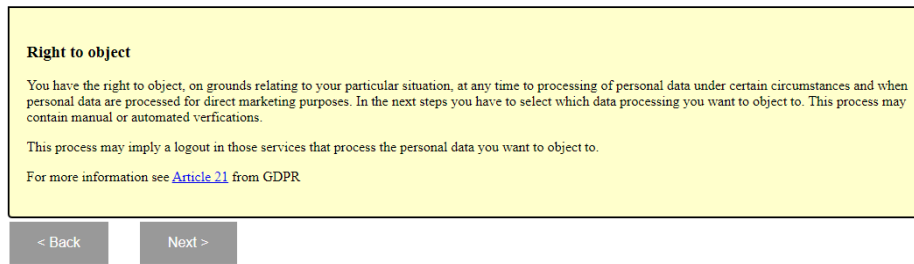 Right to object
You have the right to object, on grounds relating to your particular situation, at any time to processing of personal data under certain circumstances and when
personal data are processed for direct marketing purposes. In the next steps you have to select which data processing you want to object to. This process may
contain manual or automated verfications.
This process may imply a logout in those services that process the personal data you want to object to.
For more information see Article 21 from GDPR
< Back
Next >